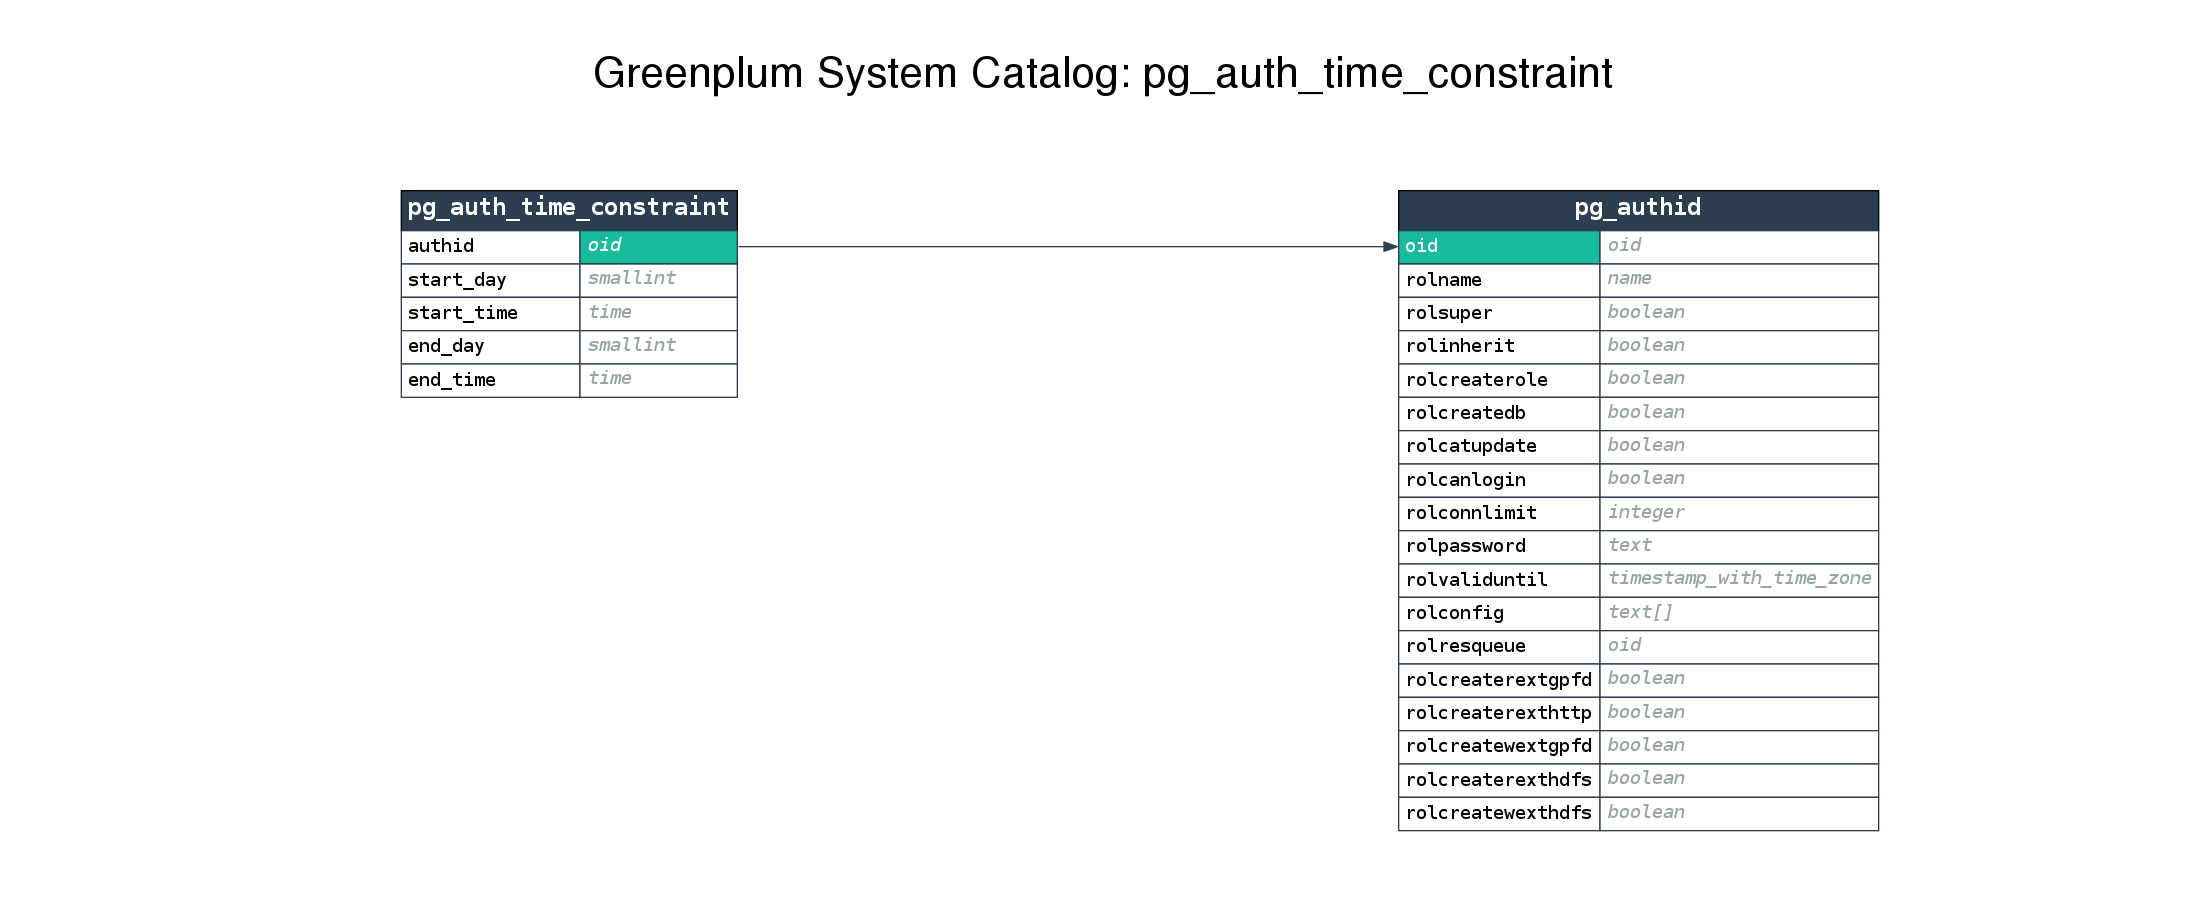 Greenplum System Catalog: pg_auth_time_constraint
pg_auth_time_constraint
authid oid
start_day smallint
start_time time
end_day smallint
end_time time
pg_authid
oid oid
rolname name
rolsuper boolean
rolinherit boolean
rolcreaterole boolean
rolcreatedb boolean
rolcatupdate boolean
rolcanlogin boolean
rolconnlimit integer
rolpassword text
rolvaliduntil timestamp_with_time_zone
rolconfig text[]
rolresqueue oid
rolcreaterextgpfd boolean
rolcreaterexthttp boolean
rolcreatewextgpfd boolean
rolcreaterexthdfs boolean
rolcreatewexthdfs boolean